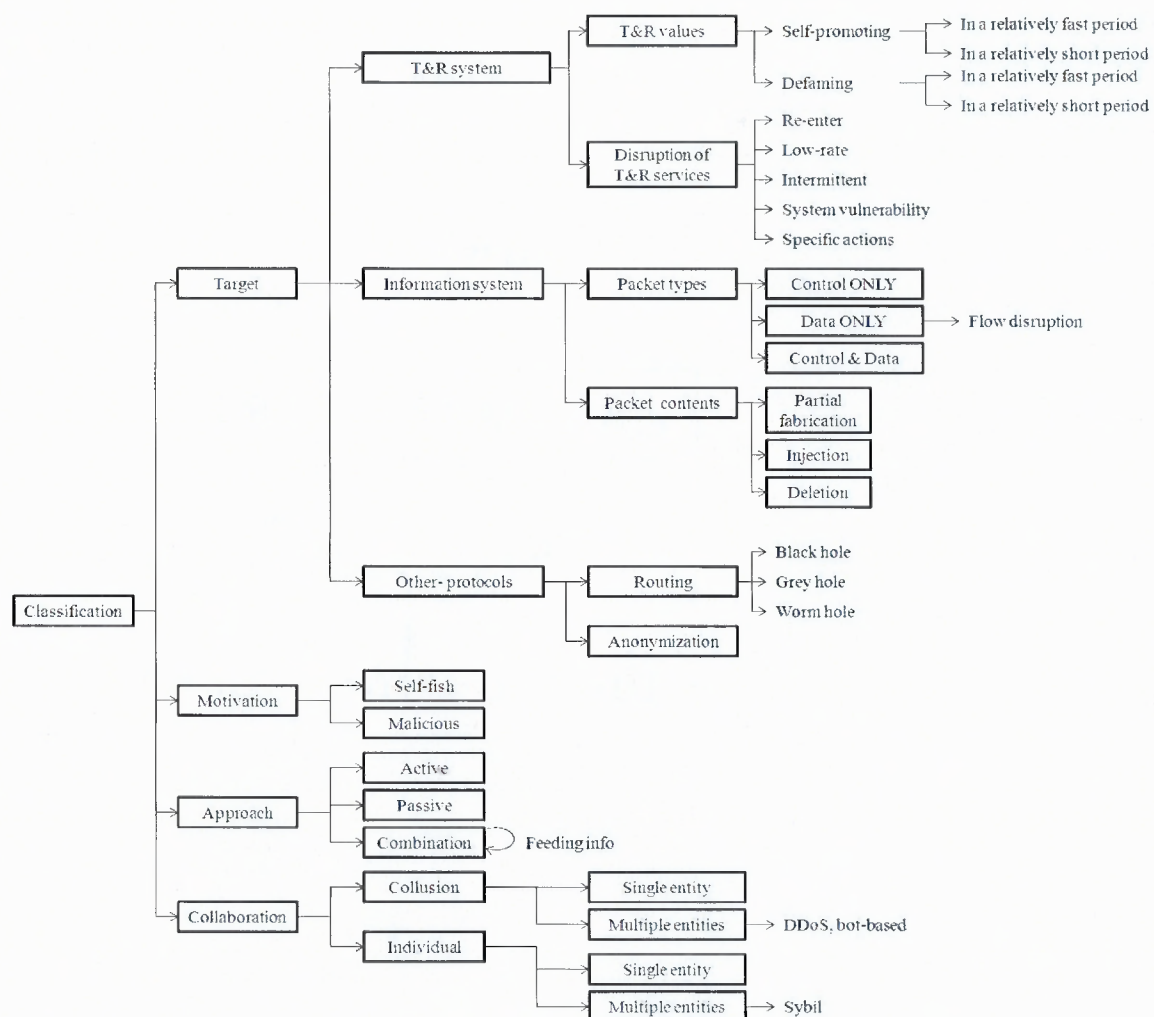 T&R values
Self-promoting
In a relatively fast period
In a relatively short period
T&R system
Defaming
In a relatively fast period
In a relatively short period
Disruption of
T&R services
Re-enter
Low-rate
Intermittent
System vulnerability
Specific actions
Target
Information system
Packet types
Control ONLY
Data ONLY
Flow disruption
Control & Data
Packet contents
Partial
fabrication
Injection
Deletion
Other- protocols
Routing
Black hole
Grey hole
Worm hole
Anonymization
Classification
Motivation
Self-fish
Malicious
Approach
Active
Passive
Combination
Feeding info
Collaboration
Collusion
Single entity
Multiple entities
DDoS, bot-based
Individual
Single entity
Multiple entities
Sybil